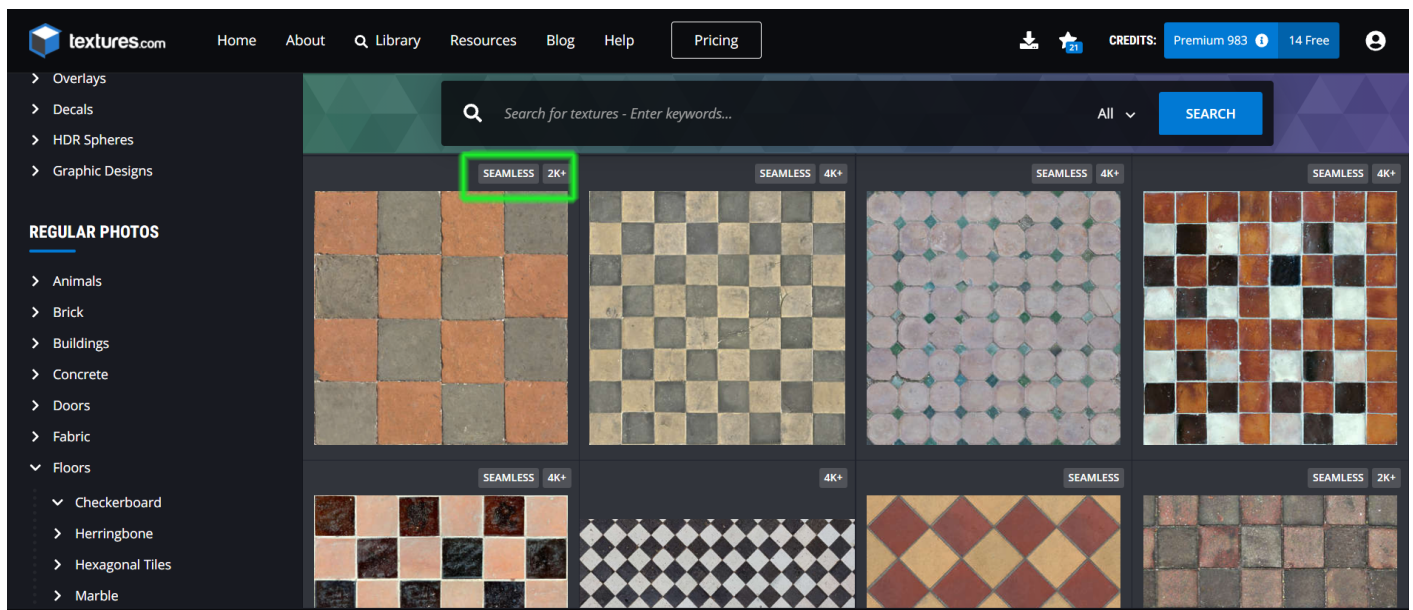 textures.com Home About Library Resources Blog Help Pricing 21 CREDITS: Premium 983 14 Free
Overlays
Decals
HDR Spheres
Graphic Designs
REGULAR PHOTOS
Animals
Brick
Buildings
Concrete
Doors
Fabric
Floors
Checkerboard
Herringbone
Hexagonal Tiles
Marble
Search for textures - Enter keywords... All SEARCH
SEAMLESS 2K+ SEAMLESS 4K+ SEAMLESS 4K+ SEAMLESS 4K+
SEAMLESS 4K+ 4K+ SEAMLESS SEAMLESS 2K+